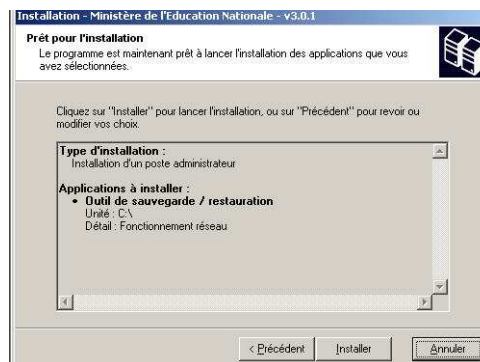 Installation - Ministère de l'Education Nationale - v3.0.1
Prêt pour l'installation
Le programme est maintenant prêt à lancer l'installation des applications que vous
avez sélectionnées.
Cliquez sur "Installer" pour lancer l'installation, ou sur "Précédent" pour revoir ou
modifier vos choix.
Type d'installation :
Installation d'un poste administrateur
Applications à installer :
• Outil de sauvegarde / restauration
Unité : C:\
Détail : Fonctionnement réseau
< Précédent
Installer
Annuler